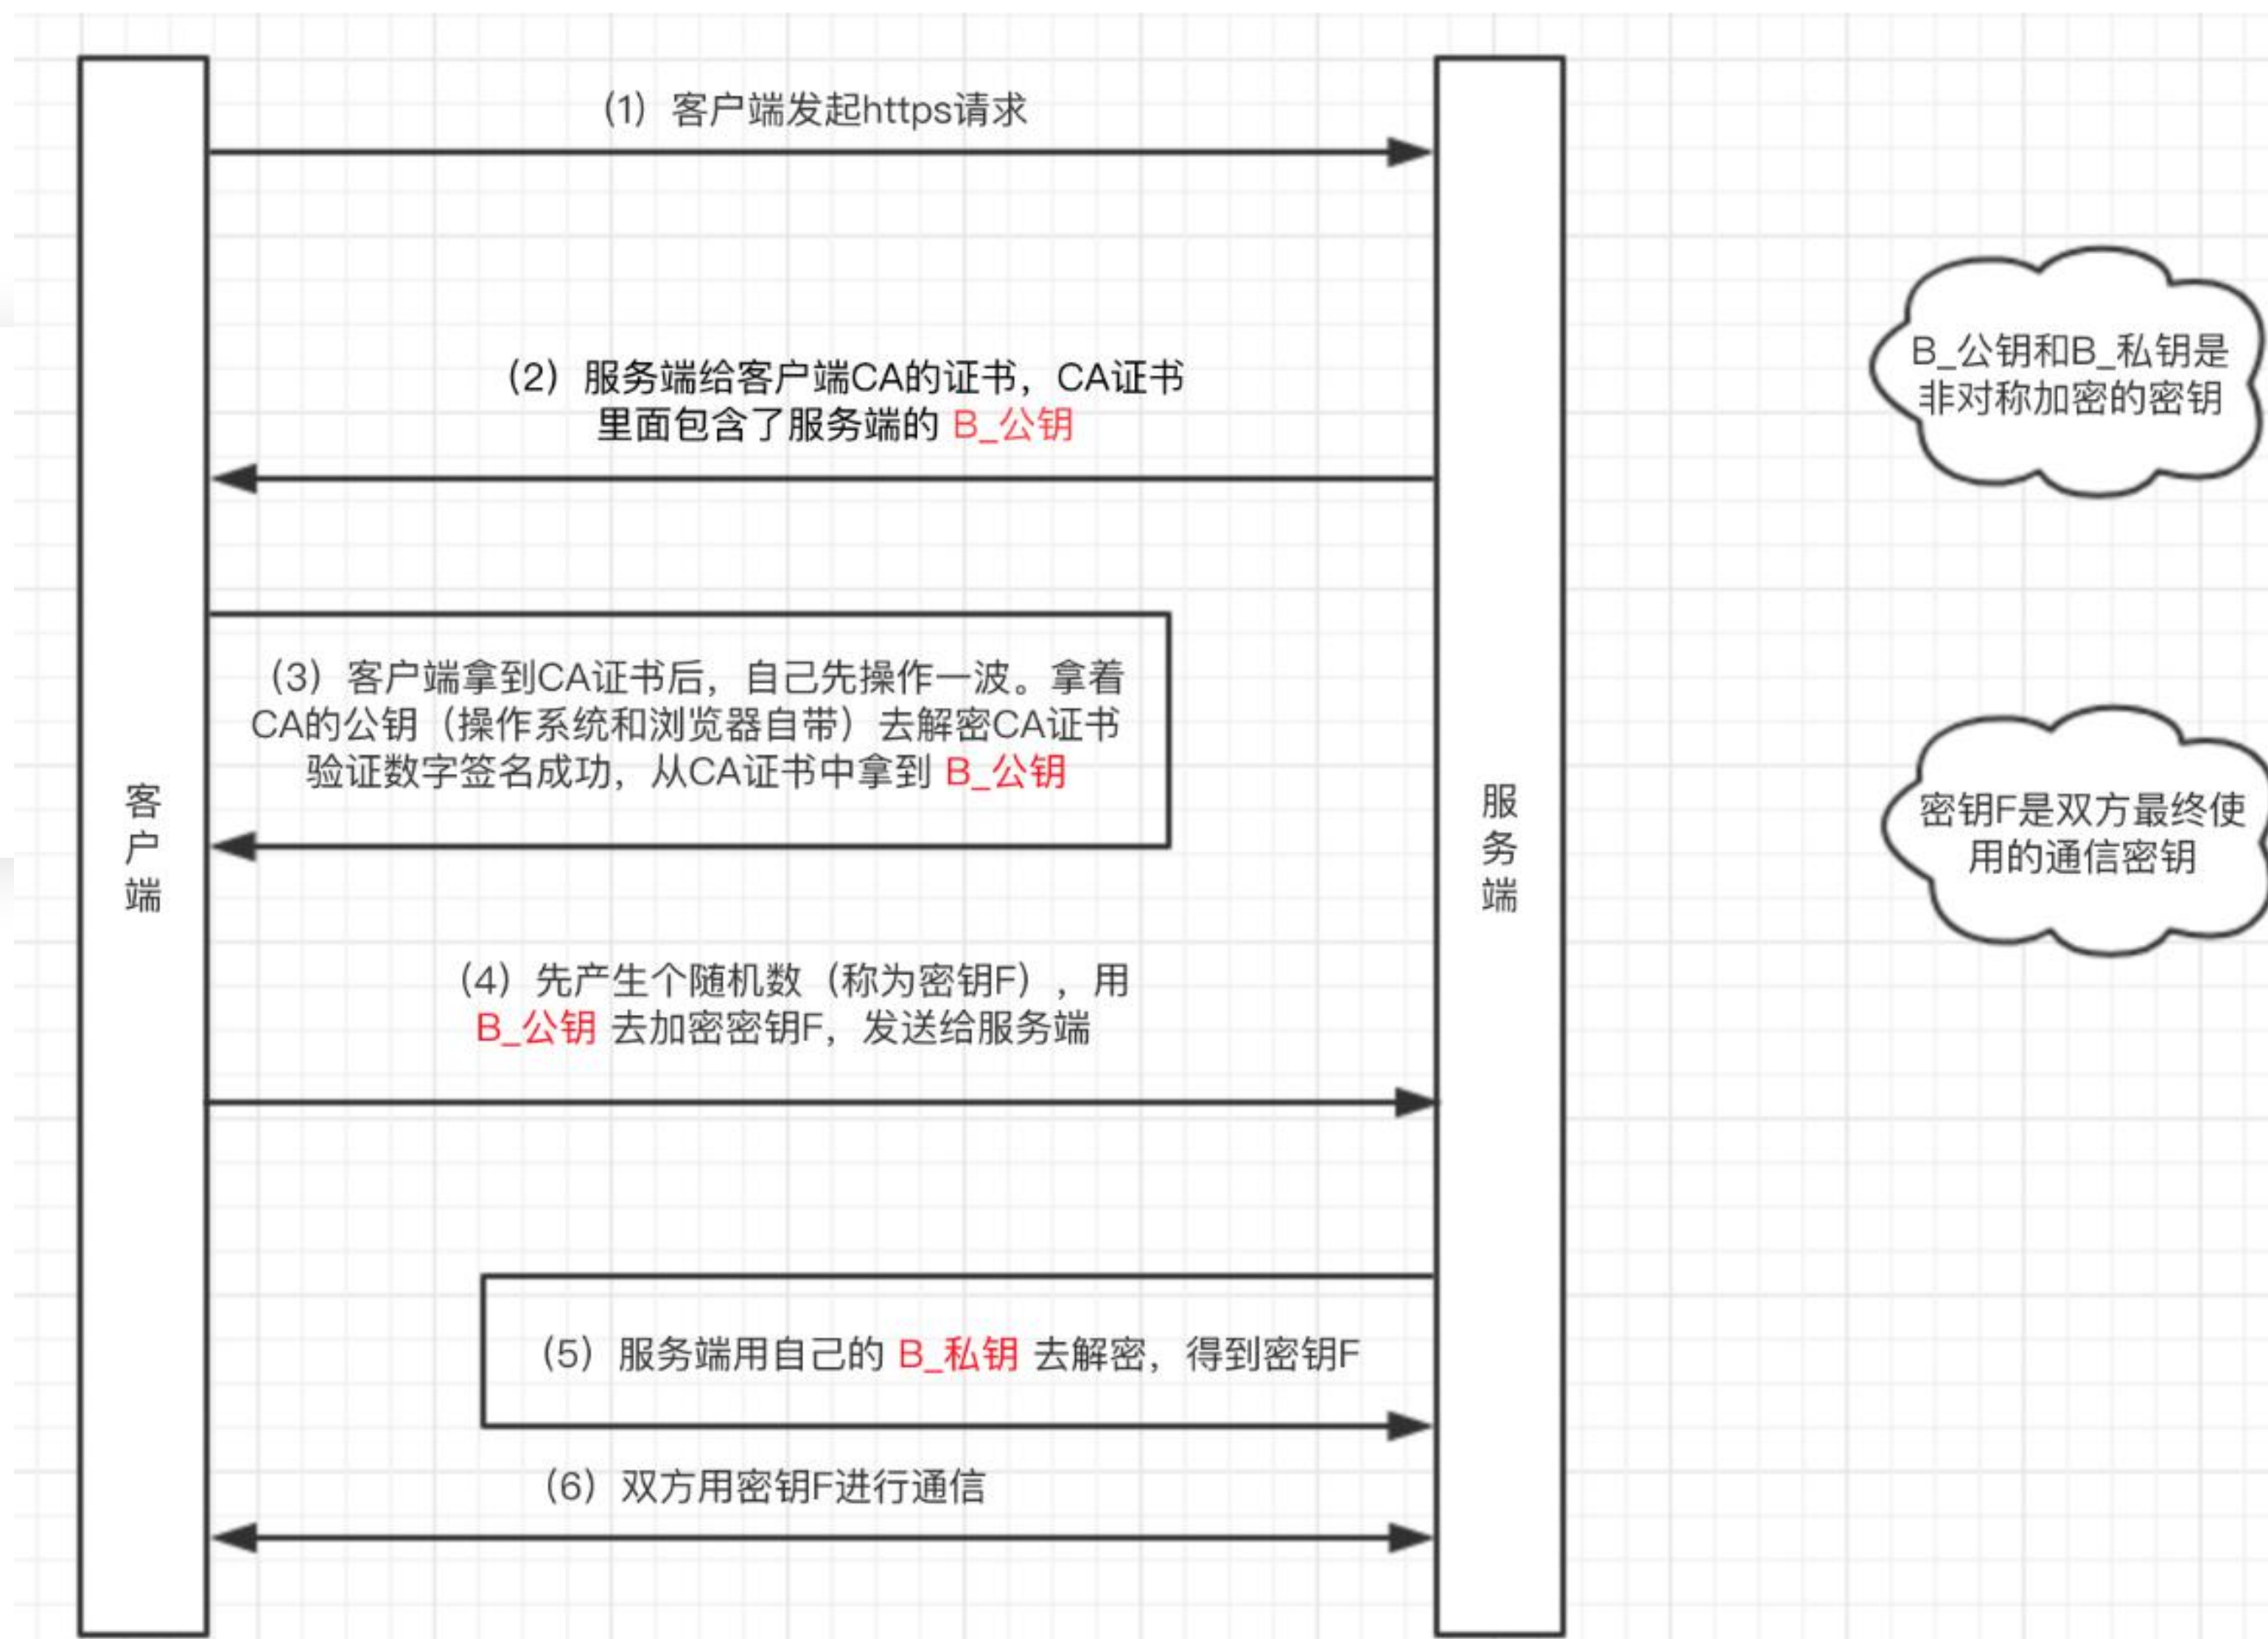 (1) 客户端发起https请求
(2) 服务端给客户端CA的证书，CA证书
里面包含了服务端的 B_公钥
B_公钥和B_私钥是
非对称加密的密钥
(3) 客户端拿到CA证书后，自己先操作一波。拿着
CA的公钥（操作系统和浏览器自带）去解密CA证书
验证数字签名成功，从CA证书中拿到 B_公钥
客户端
服务端
密钥F是双方最终使
用的通信密钥
(4) 先产生个随机数（称为密钥F），用
B_公钥 去加密密钥F，发送给服务端
(5) 服务端用自己的 B_私钥 去解密，得到密钥F
(6) 双方用密钥F进行通信